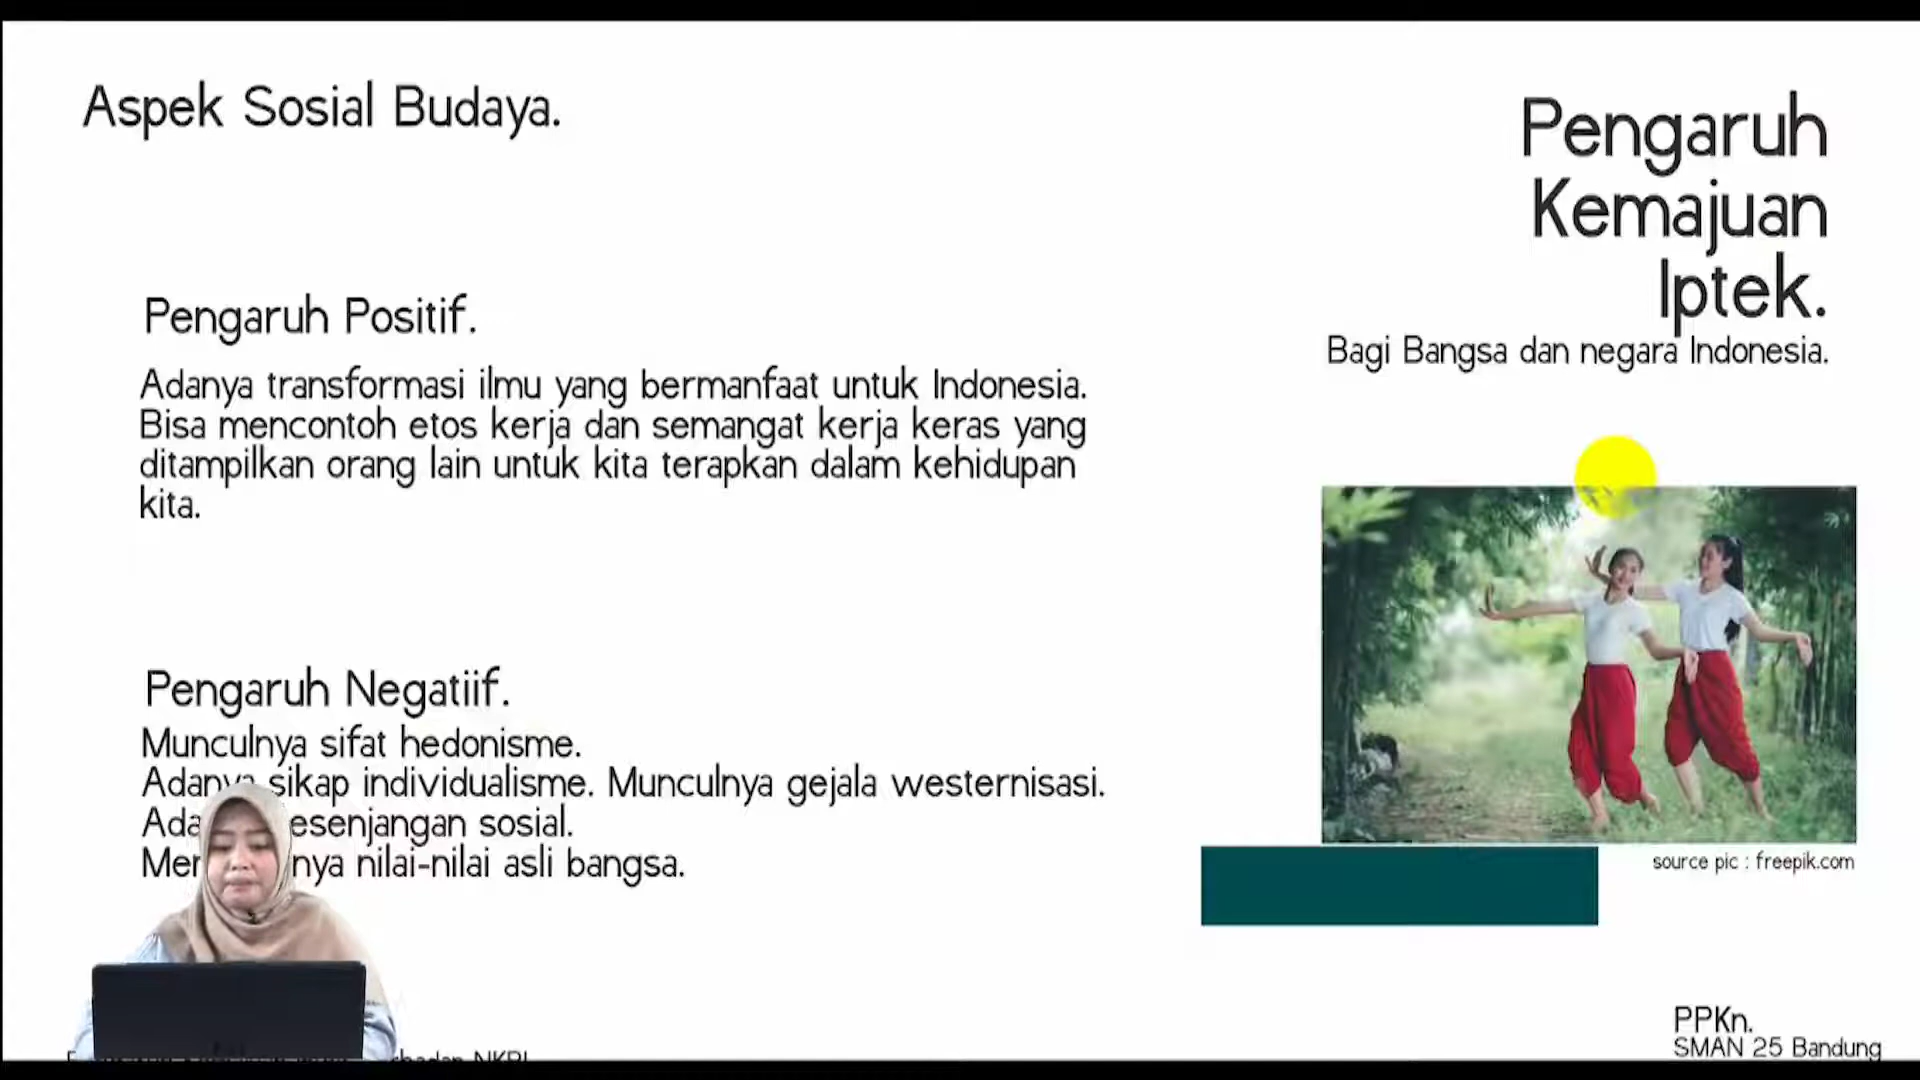 Aspek Sosial Budaya.
Pengaruh
Kemajuan
Iptek.
Bagi Bangsa dan negara Indonesia.
Pengaruh Positif.
Adanya transformasi ilmu yang bermanfaat untuk Indonesia.
Bisa mencontoh etos kerja dan semangat kerja keras yang
ditampilkan orang lain untuk kita terapkan dalam kehidupan
kita.
Pengaruh Negatiif.
Munculnya sifat hedonisme.
Adanya sikap individualisme. Munculnya gejala westernisasi.
sosial.
nilai-nilai asli bangsa.
source pic : freepik.com
NKRI
PPKn.
SMAN 25 Bandung